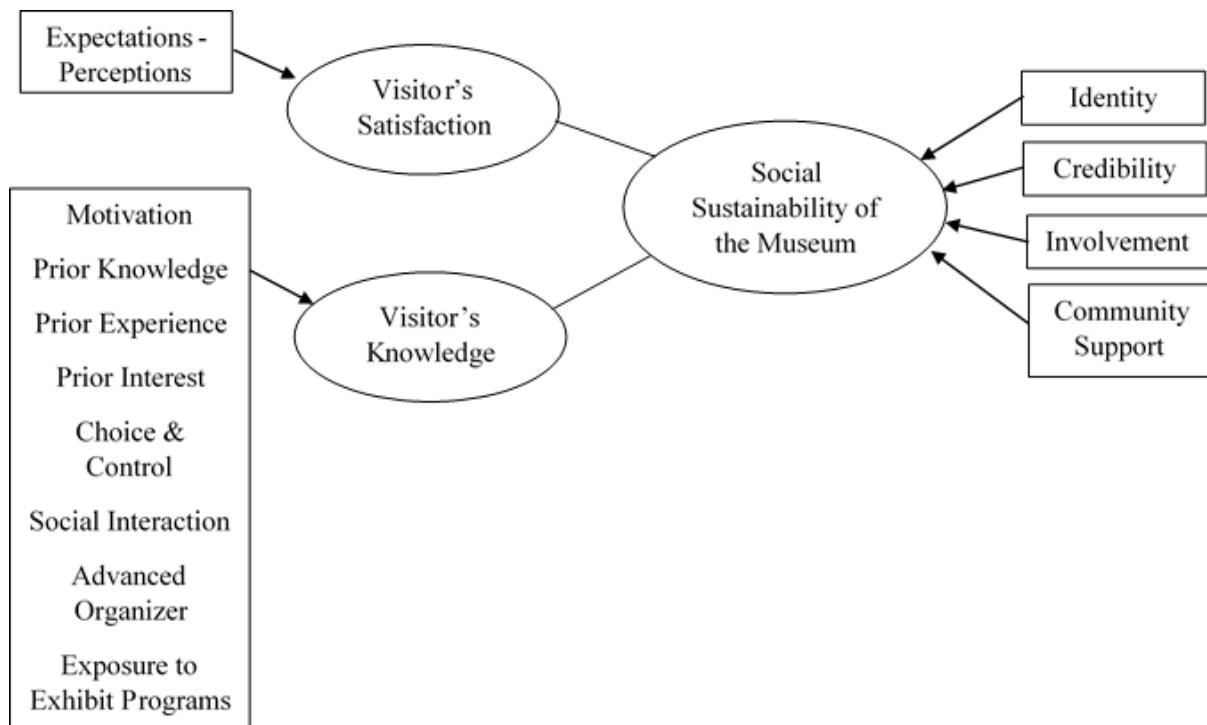 Expectations -
Perceptions
Visitor's
Satisfaction
Motivation
Prior Knowledge
Prior Experience
Prior Interest
Choice &
Control
Social Interaction
Advanced
Organizer
Exposure to
Exhibit Programs
Visitor's
Knowledge
Social
Sustainability of
the Museum
Identity
Credibility
Involvement
Community
Support